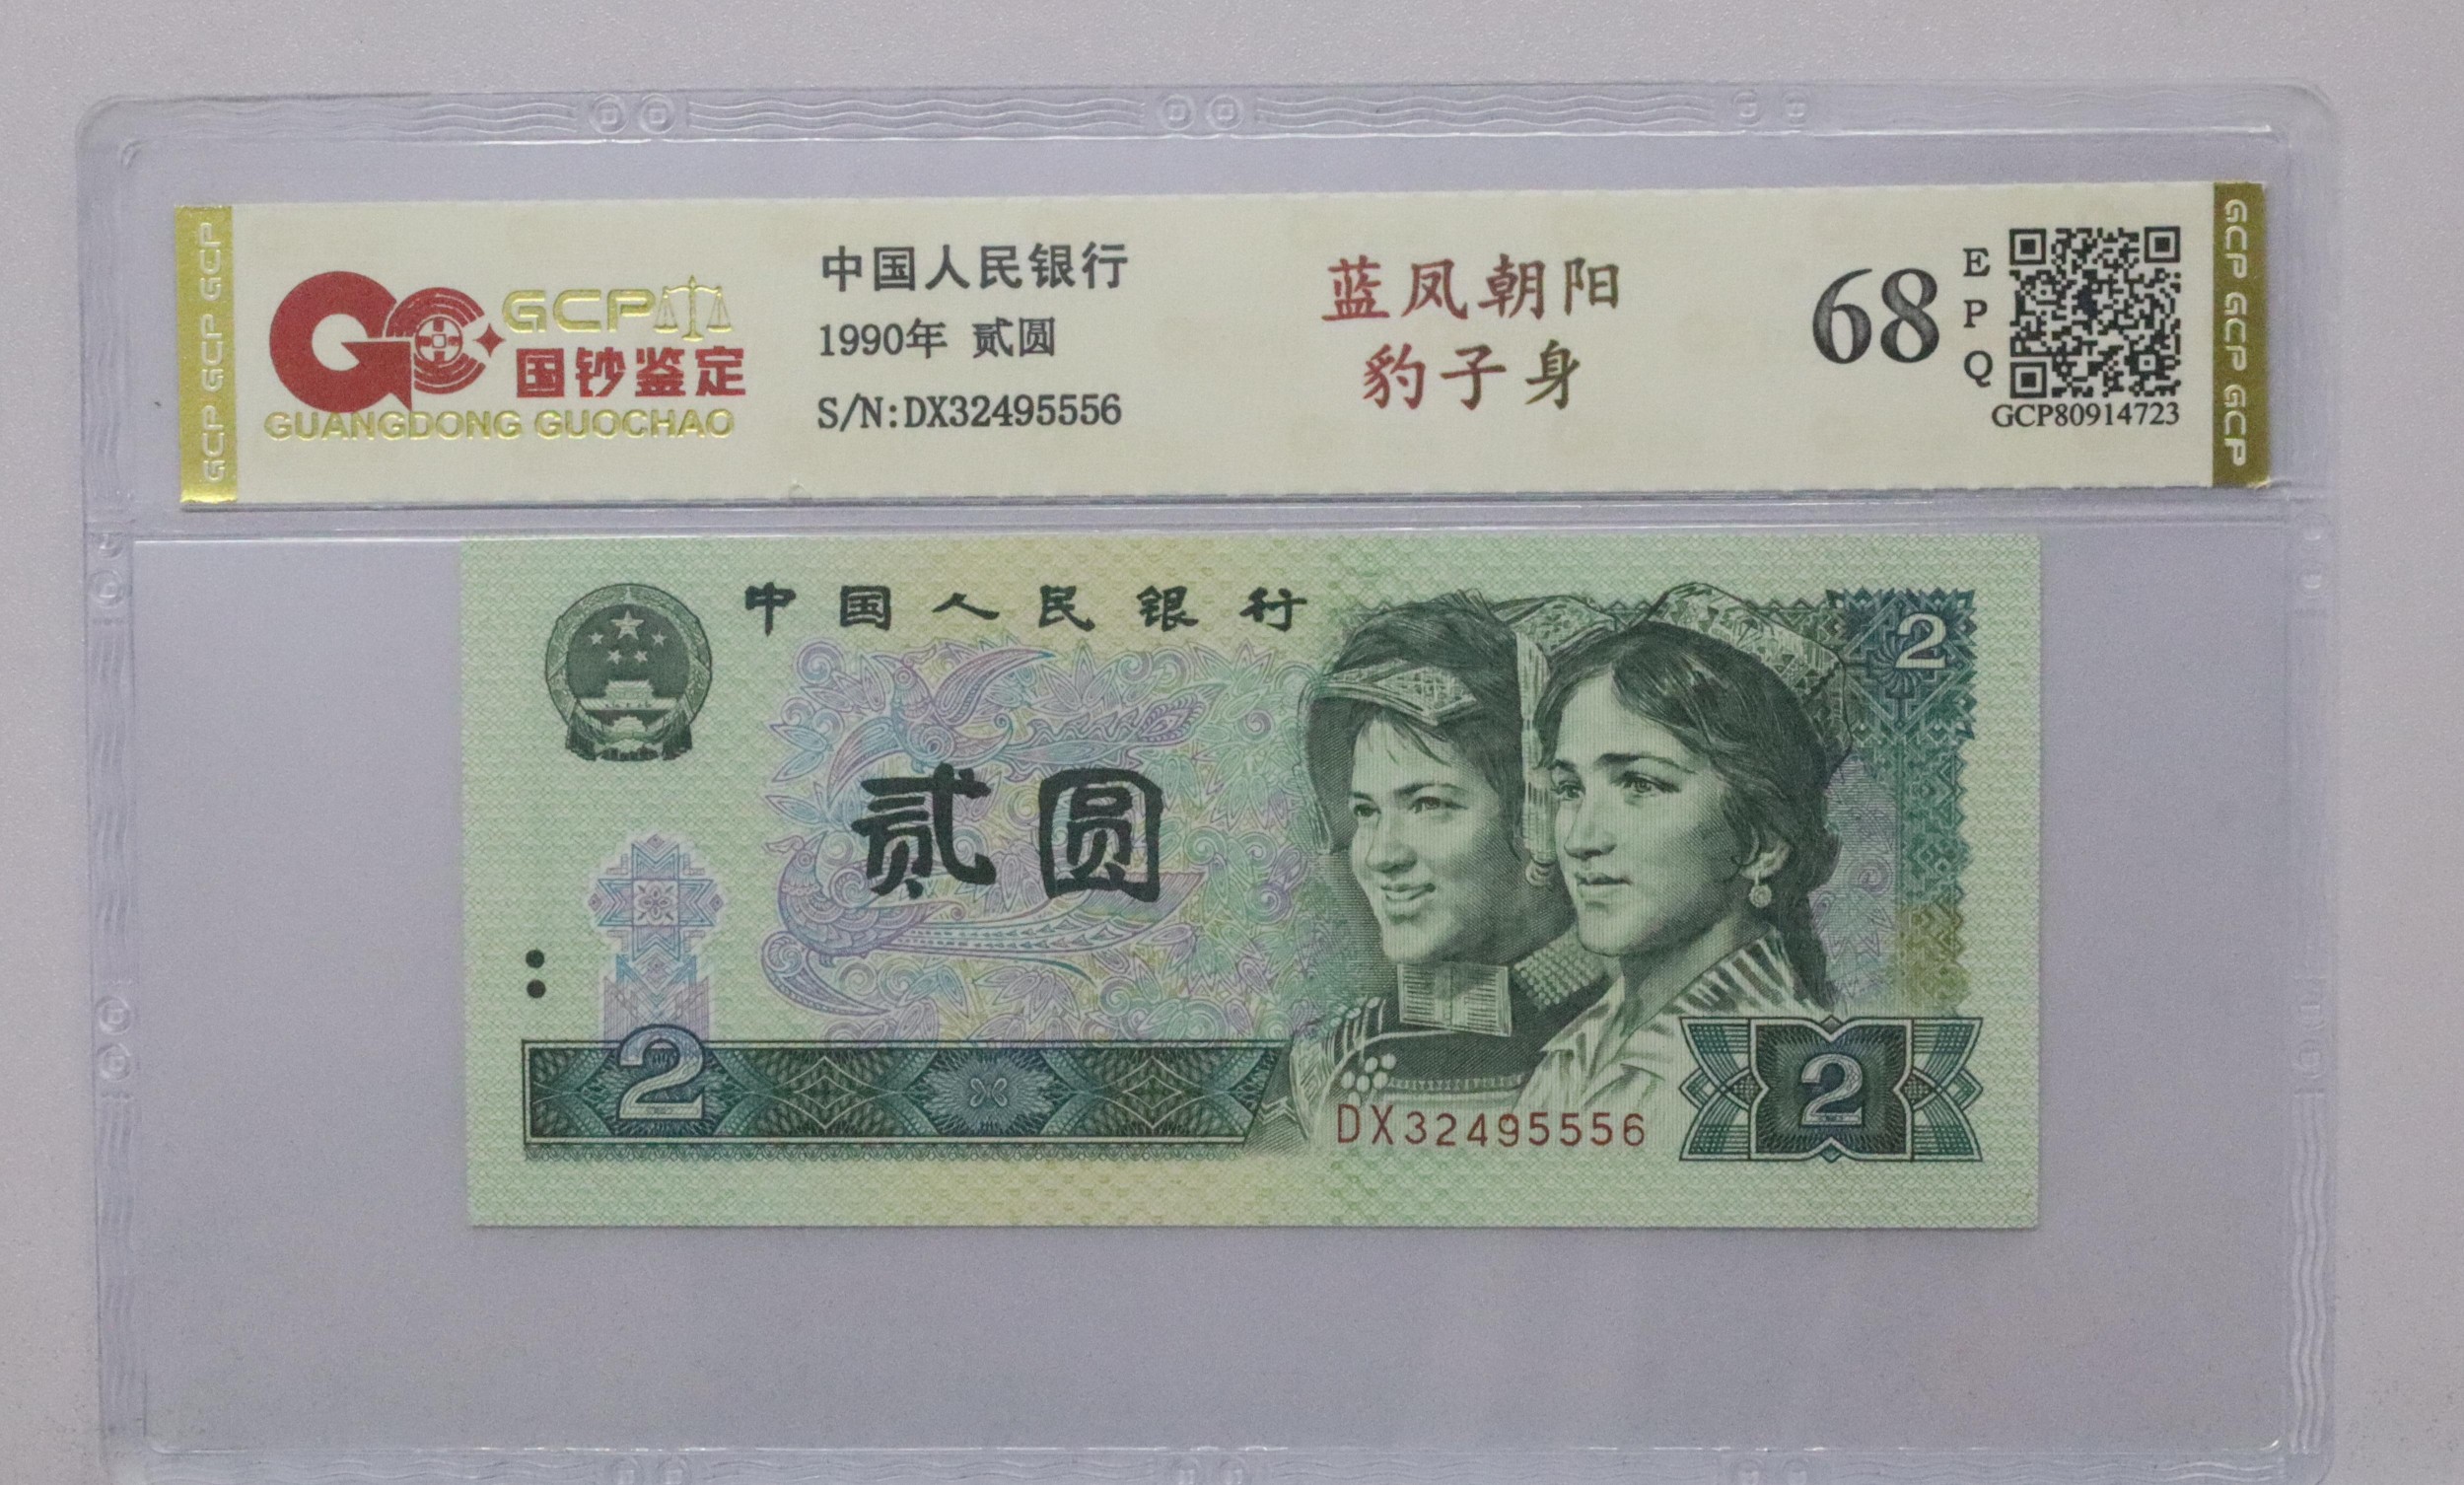 GCP GCP GCP
GCP
国钞鉴定
GUANGDONG GUOCHAO
中国人民银行
1990年 贰圆
S/N:DX32495556
蓝凤朝阳
豹子身
68
EPQ
GCP80914723
GCP GCP GCP
中国人民银行
2
贰圆
2
DX32495556
2